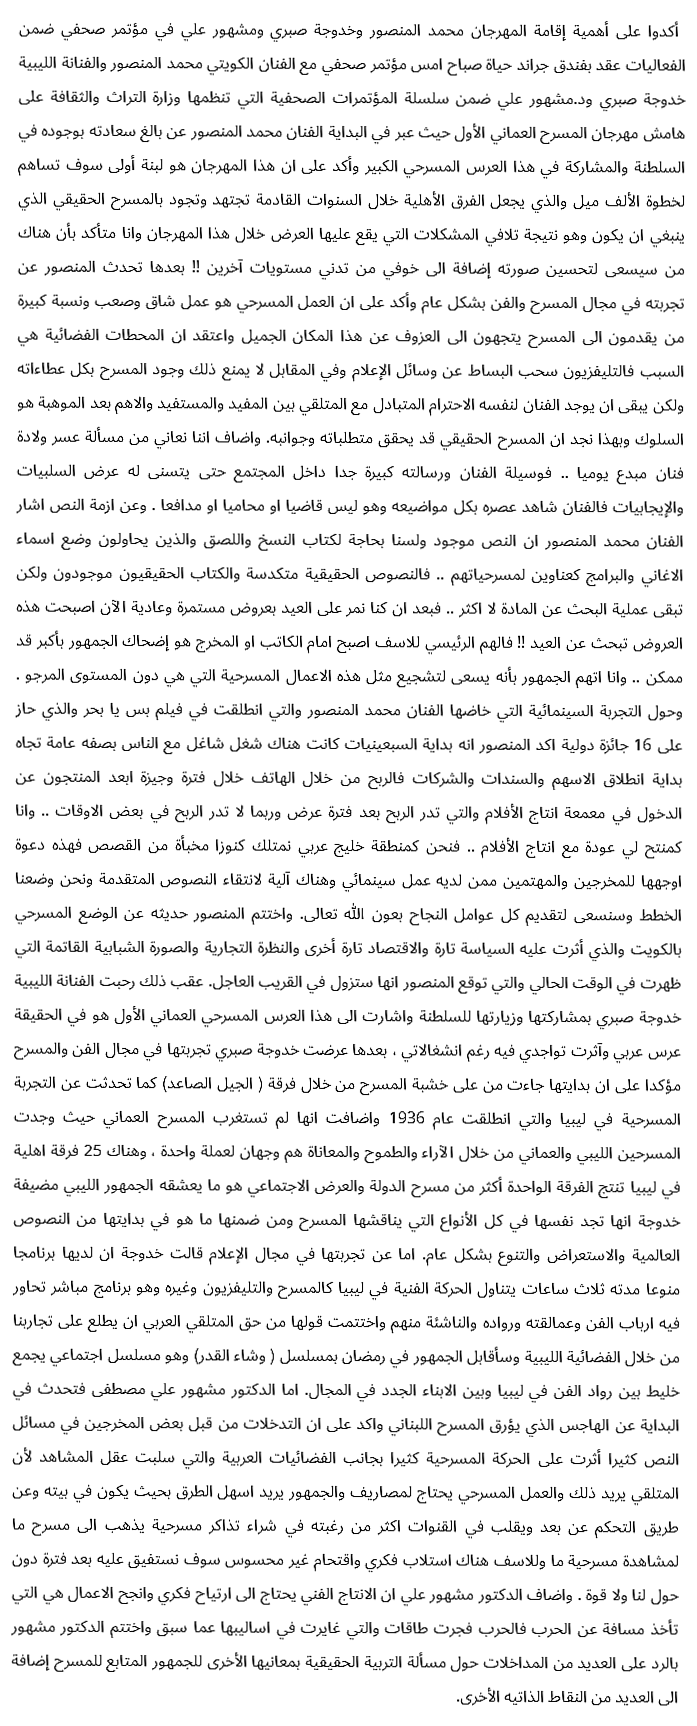 أكدوا على أهمية إقامة المهرجان محمد المنصور وخدوجة صبري ومشهور علي في مؤتمر صحفي ضمن
الفعاليات عقد بفندق جراند حياة صباح امس مؤتمر صحفي مع الفنان الكويتي محمد المنصور والفنانة الليبية
خدوجة صبري ود.مشهور علي ضمن سلسلة المؤتمرات الصحفية التي تنظمها وزارة التراث والثقافة على
هامش مهرجان المسرح العماني الأول حيث عبر في البداية الفنان محمد المنصور عن بالغ سعادته بوجوده في
السلطنة والمشاركة في هذا العرس المسرحي الكبير وأكد على ان هذا المهرجان هو لبنة أولى سوف تساهم
لخطوة الألف ميل والذي يجعل الفرق الأهلية خلال السنوات القادمة تجتهد وتجود بالمسرح الحقيقي الذي
ينبغي ان يكون وهو نتيجة تلافي المشكلات التي يقع عليها العرض خلال هذا المهرجان وانا متأكد بأن هناك
من سيسعى لتحسين صورته إضافة الى خوفي من تدني مستويات آخرين !! بعدها تحدث المنصور عن
تجربته في مجال المسرح والفن بشكل عام وأكد على ان العمل المسرحي هو عمل شاق وصعب ونسبة كبيرة
من يقدمون الى المسرح يتجهون الى العزوف عن هذا المكان الجميل واعتقد ان المحطات الفضائية هي
السبب فالتليفزيون سحب البساط عن وسائل الإعلام وفي المقابل لا يمنع ذلك وجود المسرح بكل عطاءاته
ولكن يبقى ان يوجد الفنان لنفسه الاحترام المتبادل مع المتلقي بين المفيد والمستفيد والاهم بعد الموهبة هو
السلوك وبهذا نجد ان المسرح الحقيقي قد يحقق متطلباته وجوانبه. واضاف اننا نعاني من مسألة عسر ولادة
فنان مبدع يوميا .. فوسيلة الفنان ورسالته كبيرة جدا داخل المجتمع حتى يتسنى له عرض السلبيات
والإيجابيات فالفنان شاهد عصره بكل مواضيعه وهو ليس قاضيا او محاميا او مدافعا . وعن ازمة النص اشار
الفنان محمد المنصور ان النص موجود ولسنا بحاجة لكتاب النسخ واللصق والذين يحاولون وضع اسماء
الاغاني والبرامج كعناوين لمسرحياتهم .. فالنصوص الحقيقية متكدسة والكتاب الحقيقيون موجودون ولكن
تبقى عملية البحث عن المادة لا اكثر .. فبعد ان كنا نمر على العيد بعروض مستمرة وعادية الآن اصبحت هذه
العروض تبحث عن العيد !! فالهم الرئيسي للاسف اصبح امام الكاتب او المخرج هو إضحاك الجمهور بأكبر قد
ممكن .. وانا اتهم الجمهور بأنه يسعى لتشجيع مثل هذه الاعمال المسرحية التي هي دون المستوى المرجو .
وحول التجربة السينمائية التي خاضها الفنان محمد المنصور والتي انطلقت في فيلم بس يا بحر والذي حاز
على 16 جائزة دولية اكد المنصور انه بداية السبعينيات كانت هناك شغل شاغل مع الناس بصفه عامة تجاه
بداية انطلاق الاسهم والسندات والشركات فالربح من خلال الهاتف خلال فترة وجيزة ابعد المنتجون عن
الدخول في معمعة انتاج الأفلام والتي تدر الربح بعد فترة عرض وربما لا تدر الربح في بعض الاوقات .. وانا
كمنتج لي عودة مع انتاج الأفلام .. فنحن كمنطقة خليج عربي نمتلك كنوزا مخبأة من القصص فهذه دعوة
اوجهها للمخرجين والمهتمين ممن لديه عمل سينمائي وهناك آلية لانتقاء النصوص المتقدمة ونحن وضعنا
الخطط وسنسعى لتقديم كل عوامل النجاح بعون الله تعالى. واختتم المنصور حديثه عن الوضع المسرحي
بالكويت والذي أثرت عليه السياسة تارة والاقتصاد تارة أخرى والنظرة التجارية والصورة الشبابية القاتمة التي
ظهرت في الوقت الحالي والتي توقع المنصور انها ستزول في القريب العاجل. عقب ذلك رحبت الفنانة الليبية
خدوجة صبري بمشاركتها وزيارتها للسلطنة واشارت الى هذا العرس المسرحي العماني الأول هو في الحقيقة
عرس عربي وآثرت تواجدي فيه رغم انشغالاتي ، بعدها عرضت خدوجة صبري تجربتها في مجال الفن والمسرح
مؤكدا على ان بدايتها جاءت من على خشبة المسرح من خلال فرقة ( الجيل الصاعد) كما تحدثت عن التجربة
المسرحية في ليبيا والتي انطلقت عام 1936 واضافت انها لم تستغرب المسرح العماني حيث وجدت
المسرحين الليبي والعماني من خلال الآراء والطموح والمعاناة هم وجهان لعملة واحدة ، وهناك 25 فرقة اهلية
في ليبيا تنتج الفرقة الواحدة أكثر من مسرح الدولة والعرض الاجتماعي هو ما يعشقه الجمهور الليبي مضيفة
خدوجة انها تجد نفسها في كل الأنواع التي يناقشها المسرح ومن ضمنها ما هو في بدايتها من النصوص
العالمية والاستعراض والتنوع بشكل عام. اما عن تجربتها في مجال الإعلام قالت خدوجة ان لديها برنامجا
منوعا مدته ثلاث ساعات يتناول الحركة الفنية في ليبيا كالمسرح والتليفزيون وغيره وهو برنامج مباشر تحاور
فيه ارباب الفن وعمالقته ورواده والناشئة منهم واختتمت قولها من حق المتلقي العربي ان يطلع على تجاربنا
من خلال الفضائية الليبية وسأقابل الجمهور في رمضان بمسلسل ( وشاء القدر) وهو مسلسل اجتماعي يجمع
خليط بين رواد الفن في ليبيا وبين الابناء الجدد في المجال. اما الدكتور مشهور علي مصطفى فتحدث في
البداية عن الهاجس الذي يؤرق المسرح اللبناني واكد على ان التدخلات من قبل بعض المخرجين في مسائل
النص كثيرا أثرت على الحركة المسرحية كثيرا بجانب الفضائيات العربية والتي سلبت عقل المشاهد لأن
المتلقي يريد ذلك والعمل المسرحي يحتاج لمصاريف والجمهور يريد اسهل الطرق بحيث يكون في بيته وعن
طريق التحكم عن بعد ويقلب في القنوات اكثر من رغبته في شراء تذاكر مسرحية يذهب الى مسرح ما
لمشاهدة مسرحية ما وللاسف هناك استلاب فكري واقتحام غير محسوس سوف نستفيق عليه بعد فترة دون
حول لنا ولا قوة . واضاف الدكتور مشهور علي ان الانتاج الفني يحتاج الى ارتياح فكري وانجح الاعمال هي التي
تأخذ مسافة عن الحرب فالحرب فجرت طاقات والتي غايرت في اساليبها عما سبق واختتم الدكتور مشهور
بالرد على العديد من المداخلات حول مسألة التربية الحقيقية بمعانيها الأخرى للجمهور المتابع للمسرح إضافة
الى العديد من النقاط الذاتيه الأخرى.